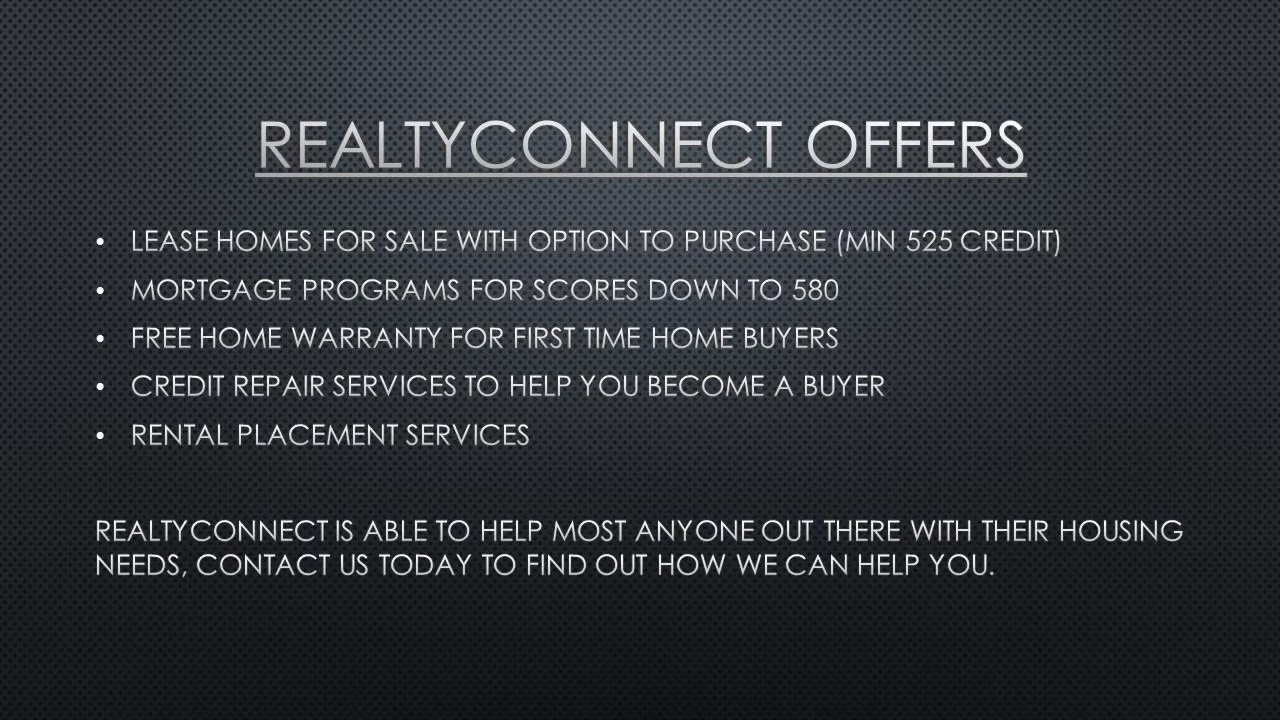 REALTYCONNECT OFFERS
• LEASE HOMES FOR SALE WITH OPTION TO PURCHASE (MIN 525 CREDIT)
• MORTGAGE PROGRAMS FOR SCORES DOWN TO 580
• FREE HOME WARRANTY FOR FIRST TIME HOME BUYERS
• CREDIT REPAIR SERVICES TO HELP YOU BECOME A BUYER
• RENTAL PLACEMENT SERVICES
REALTYCONNECT IS ABLE TO HELP MOST ANYONE OUT THERE WITH THEIR HOUSING
NEEDS, CONTACT US TODAY TO FIND OUT HOW WE CAN HELP YOU.